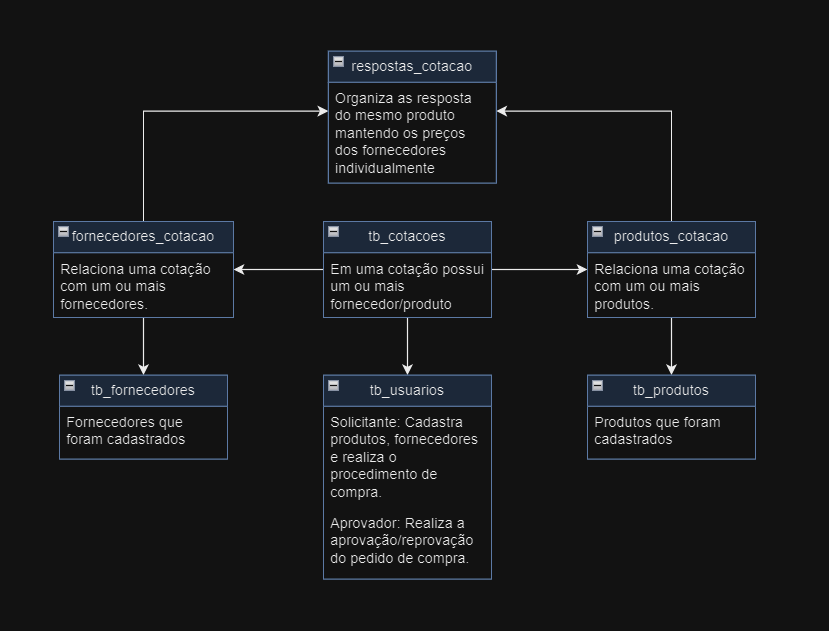 respostas_cotacao
Organiza as resposta
do mesmo produto
mantendo os preços
dos fornecedores
individualmente
fornecedores_cotacao
Relaciona uma cotação
com um ou mais
fornecedores.
tb_cotacoes
Em uma cotação possui
um ou mais
fornecedor/produto
produtos_cotacao
Relaciona uma cotação
com um ou mais
produtos.
tb_fornecedores
Fornecedores que
foram cadastrados
tb_usuarios
Solicitante: Cadastra
produtos, fornecedores
e realiza o
procedimento de
compra.
Aprovador: Realiza a
aprovação/reprovação
do pedido de compra.
tb_produtos
Produtos que foram
cadastrados